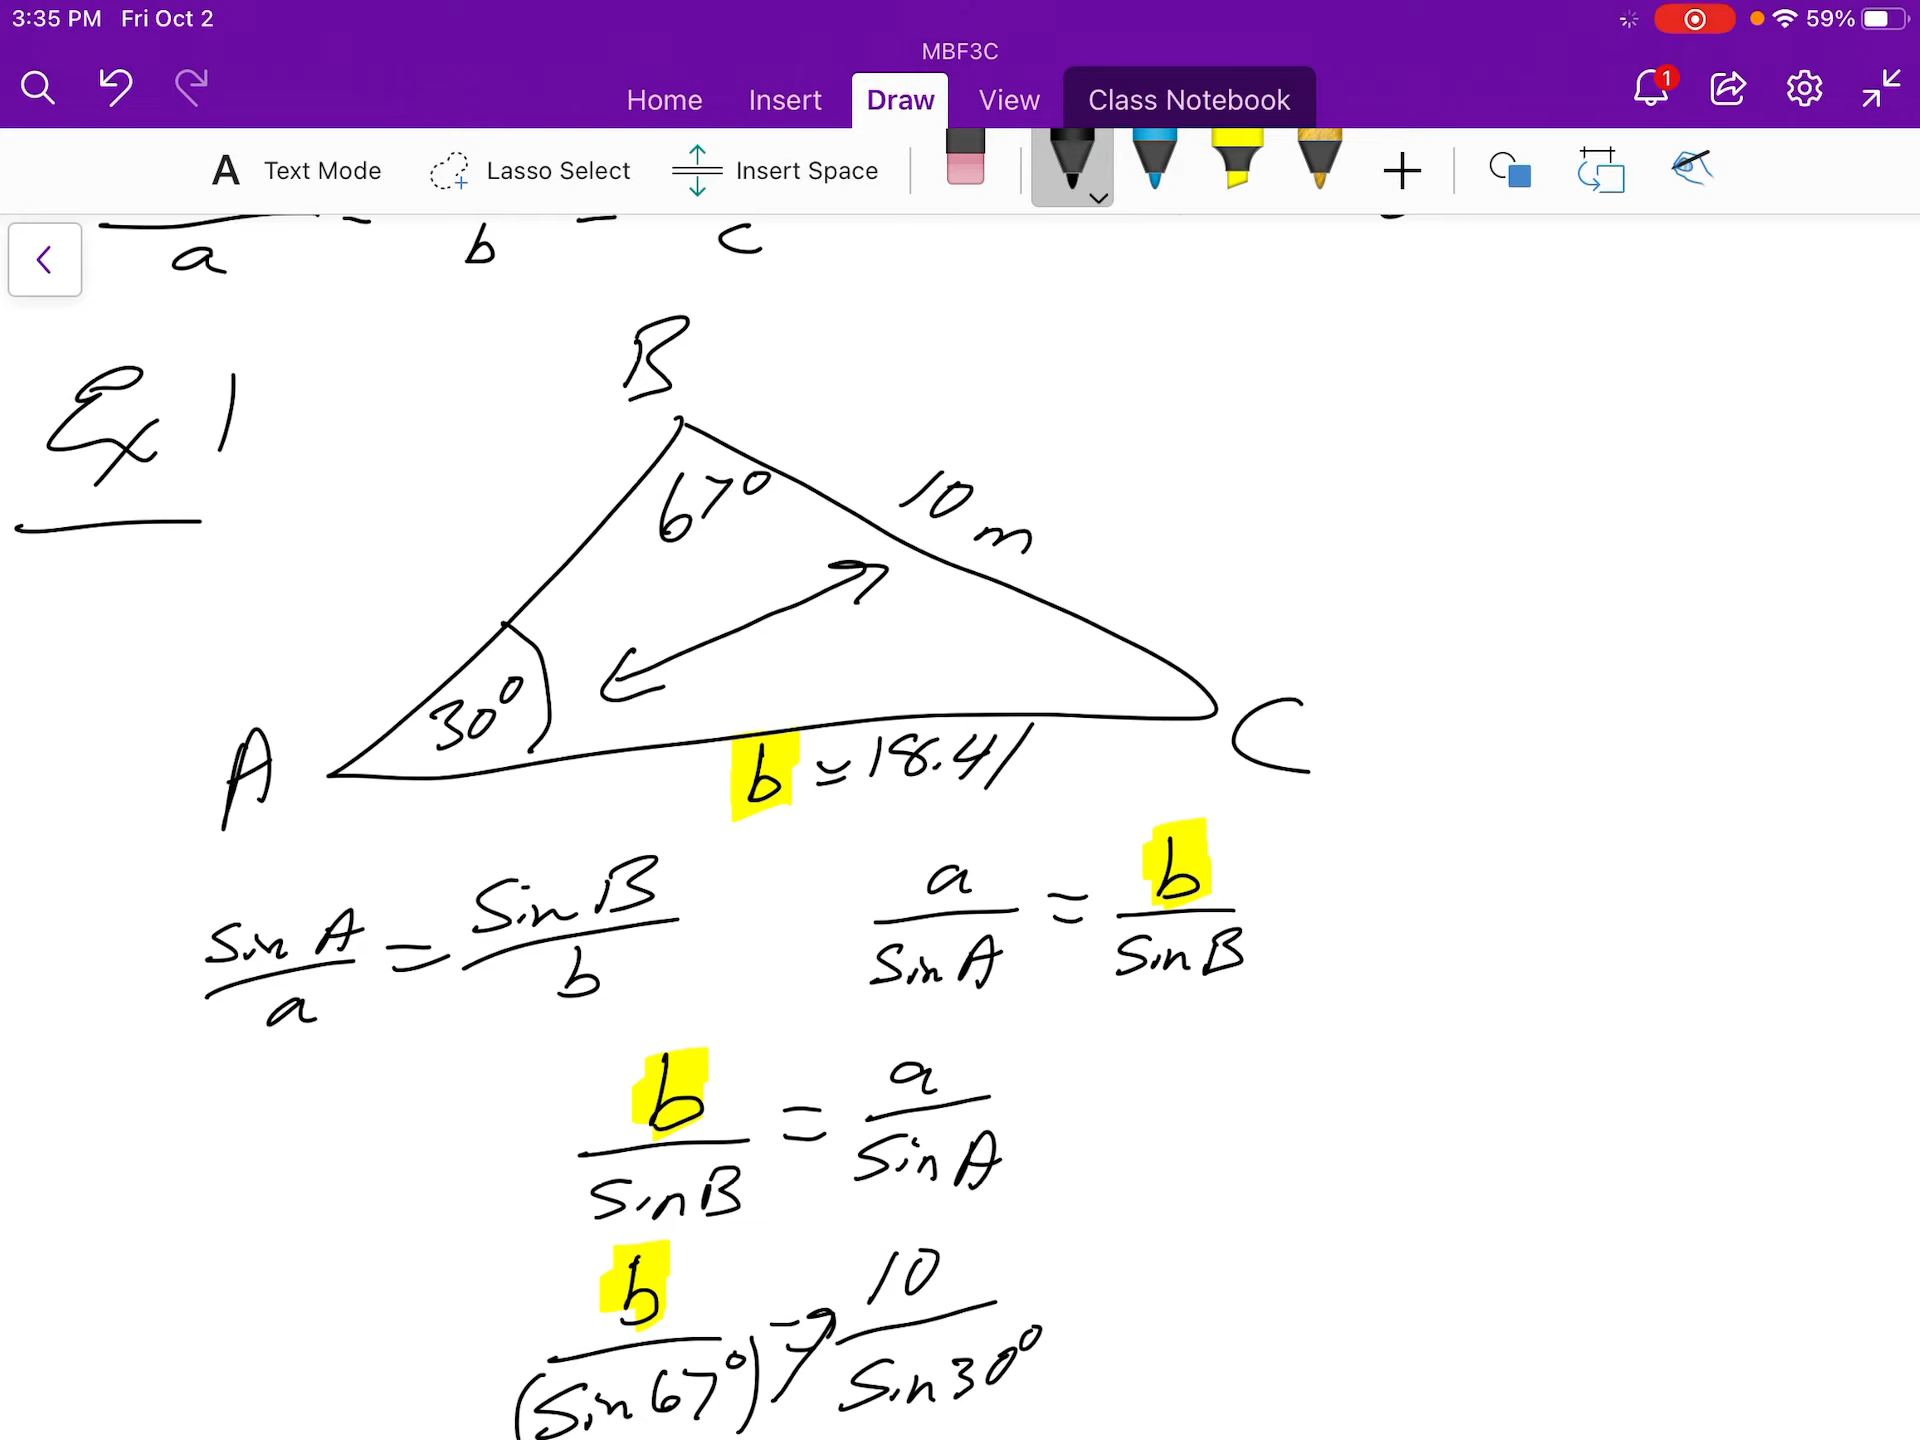 3:35 PM Fri Oct 2
59%
MBF3C
Home Insert Draw View Class Notebook
1
A Text Mode Lasso Select Insert Space
a = b = c
Ex 1
B
67°
10 m
30°
A
C
b = 18.41
sin A / a = Sin B / b
a / sin A = b / sin B
b / sin B = a / sin A
b / (sin 67°) = 10 / sin 30°